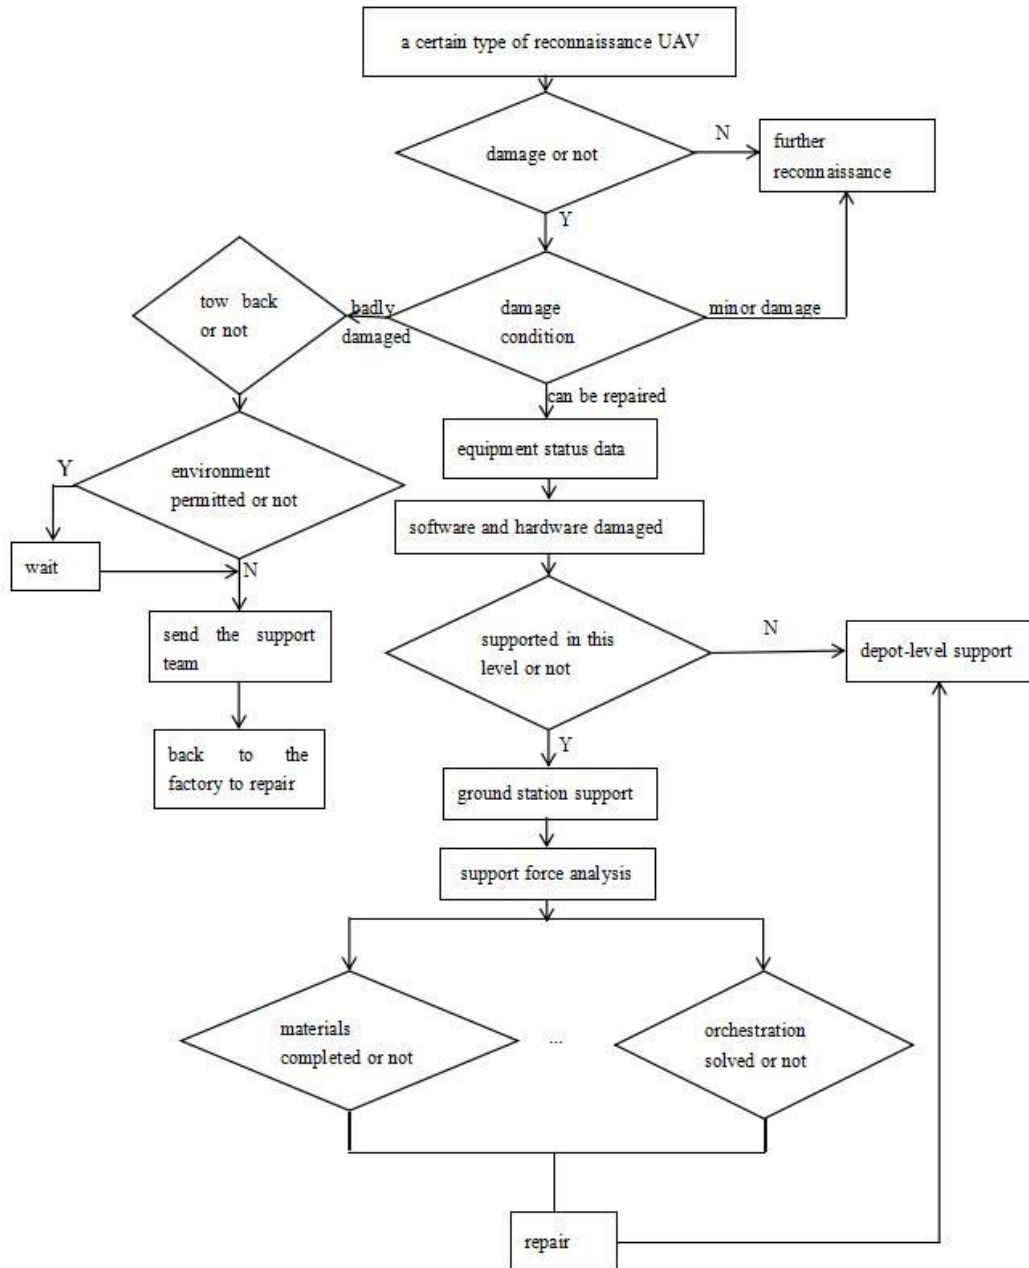 a certain type of reconnaissance UAV
damage or not
N
further
reconnaissance
Y
tow back
or not
badly
damaged
damage
condition
minor damage
can be repaired
equipment status data
Y
environment
permitted or not
software and hardware damaged
wait
N
send the support
team
supported in this
level or not
N
depot-level support
back to the
factory to repair
Y
ground station support
support force analysis
materials
completed or not
...
orchestration
solved or not
repair